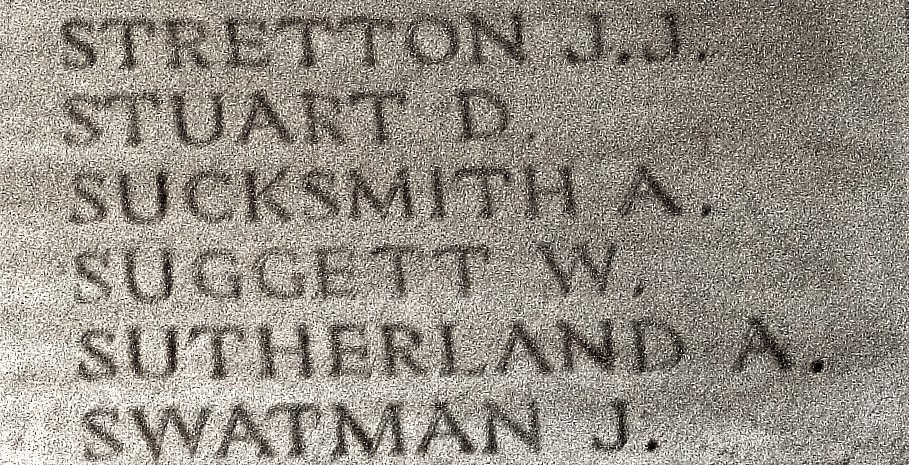 STRETTON J.J.
STUART D.
SUCKSMITH A.
SUGGETT W.
SUTHERLAND A.
SWATMAN J.